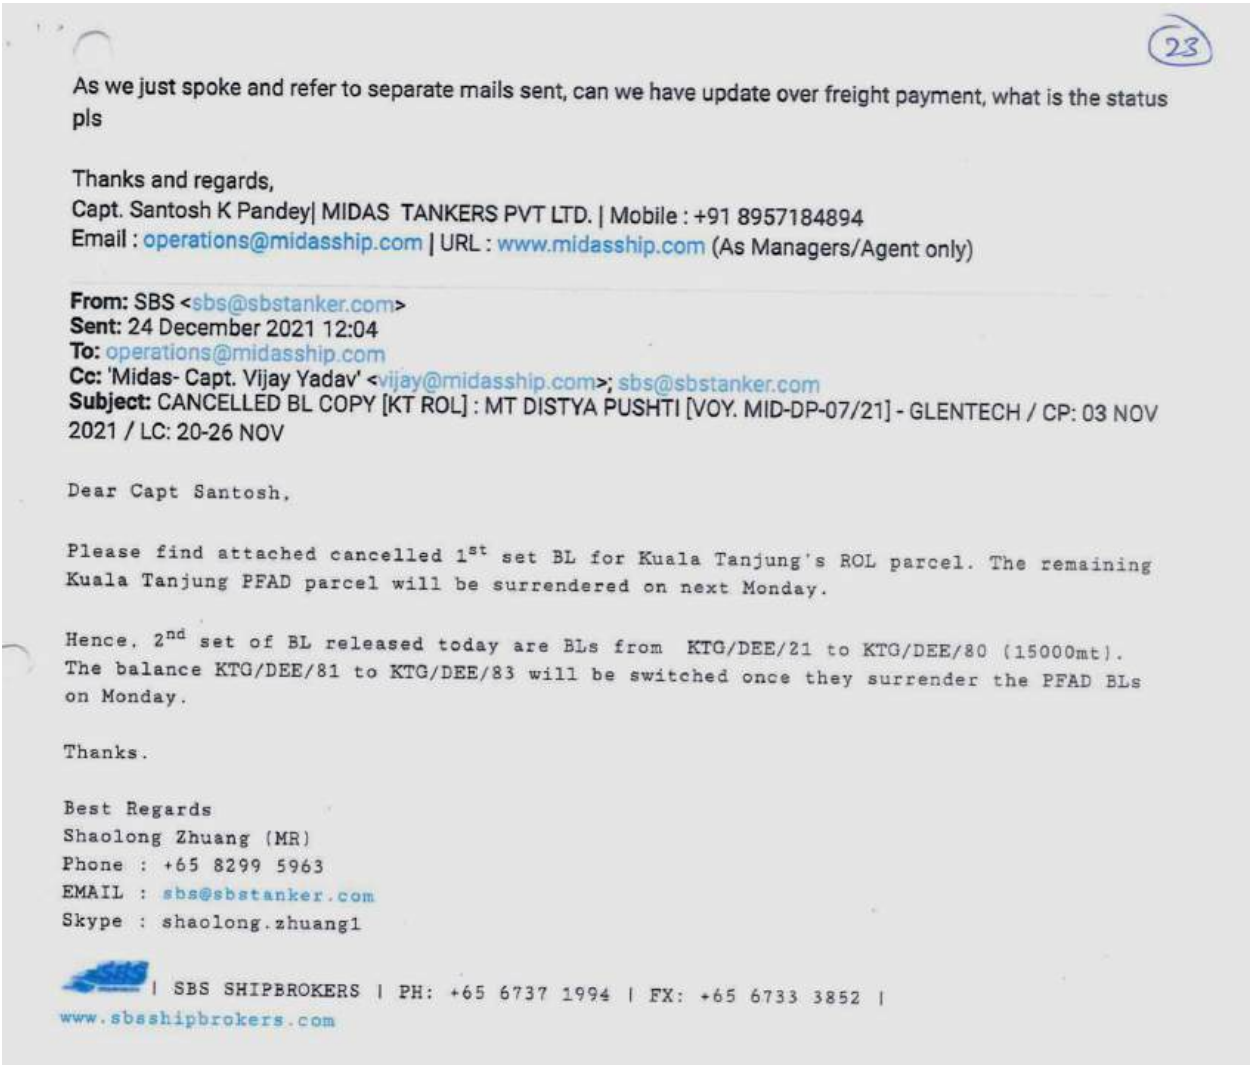 23
As we just spoke and refer to separate mails sent, can we have update over freight payment, what is the status
pls
Thanks and regards,
Capt. Santosh K Pandey| MIDAS TANKERS PVT LTD. | Mobile : +91 8957184894
Email : operations@midasship.com | URL : www.midasship.com (As Managers/Agent only)
From: SBS <sbs@sbstanker.com>
Sent: 24 December 2021 12:04
To: operations@midasship.com
Cc: 'Midas- Capt. Vijay Yadav' <vijay@midasship.com>; sbs@sbstanker.com
Subject: CANCELLED BL COPY [KT ROL] : MT DISTYA PUSHTI [VOY. MID-DP-07/21] - GLENTECH / CP: 03 NOV
2021 / LC: 20-26 NOV
Dear Capt Santosh,
Please find attached cancelled 1st set BL for Kuala Tanjung's ROL parcel. The remaining
Kuala Tanjung PFAD parcel will be surrendered on next Monday.
Hence, 2nd set of BL released today are BLs from KTG/DEE/21 to KTG/DEE/80 (15000mt).
The balance KTG/DEE/81 to KTG/DEE/83 will be switched once they surrender the PFAD BLs
on Monday.
Thanks.
Best Regards
Shaolong Zhuang (MR)
Phone : +65 8299 5963
EMAIL : sbs@sbstanker.com
Skype : shaolong.zhuang1
SBS | SBS SHIPBROKERS | PH: +65 6737 1994 | FX: +65 6733 3852 |
www.sbsshipbrokers.com